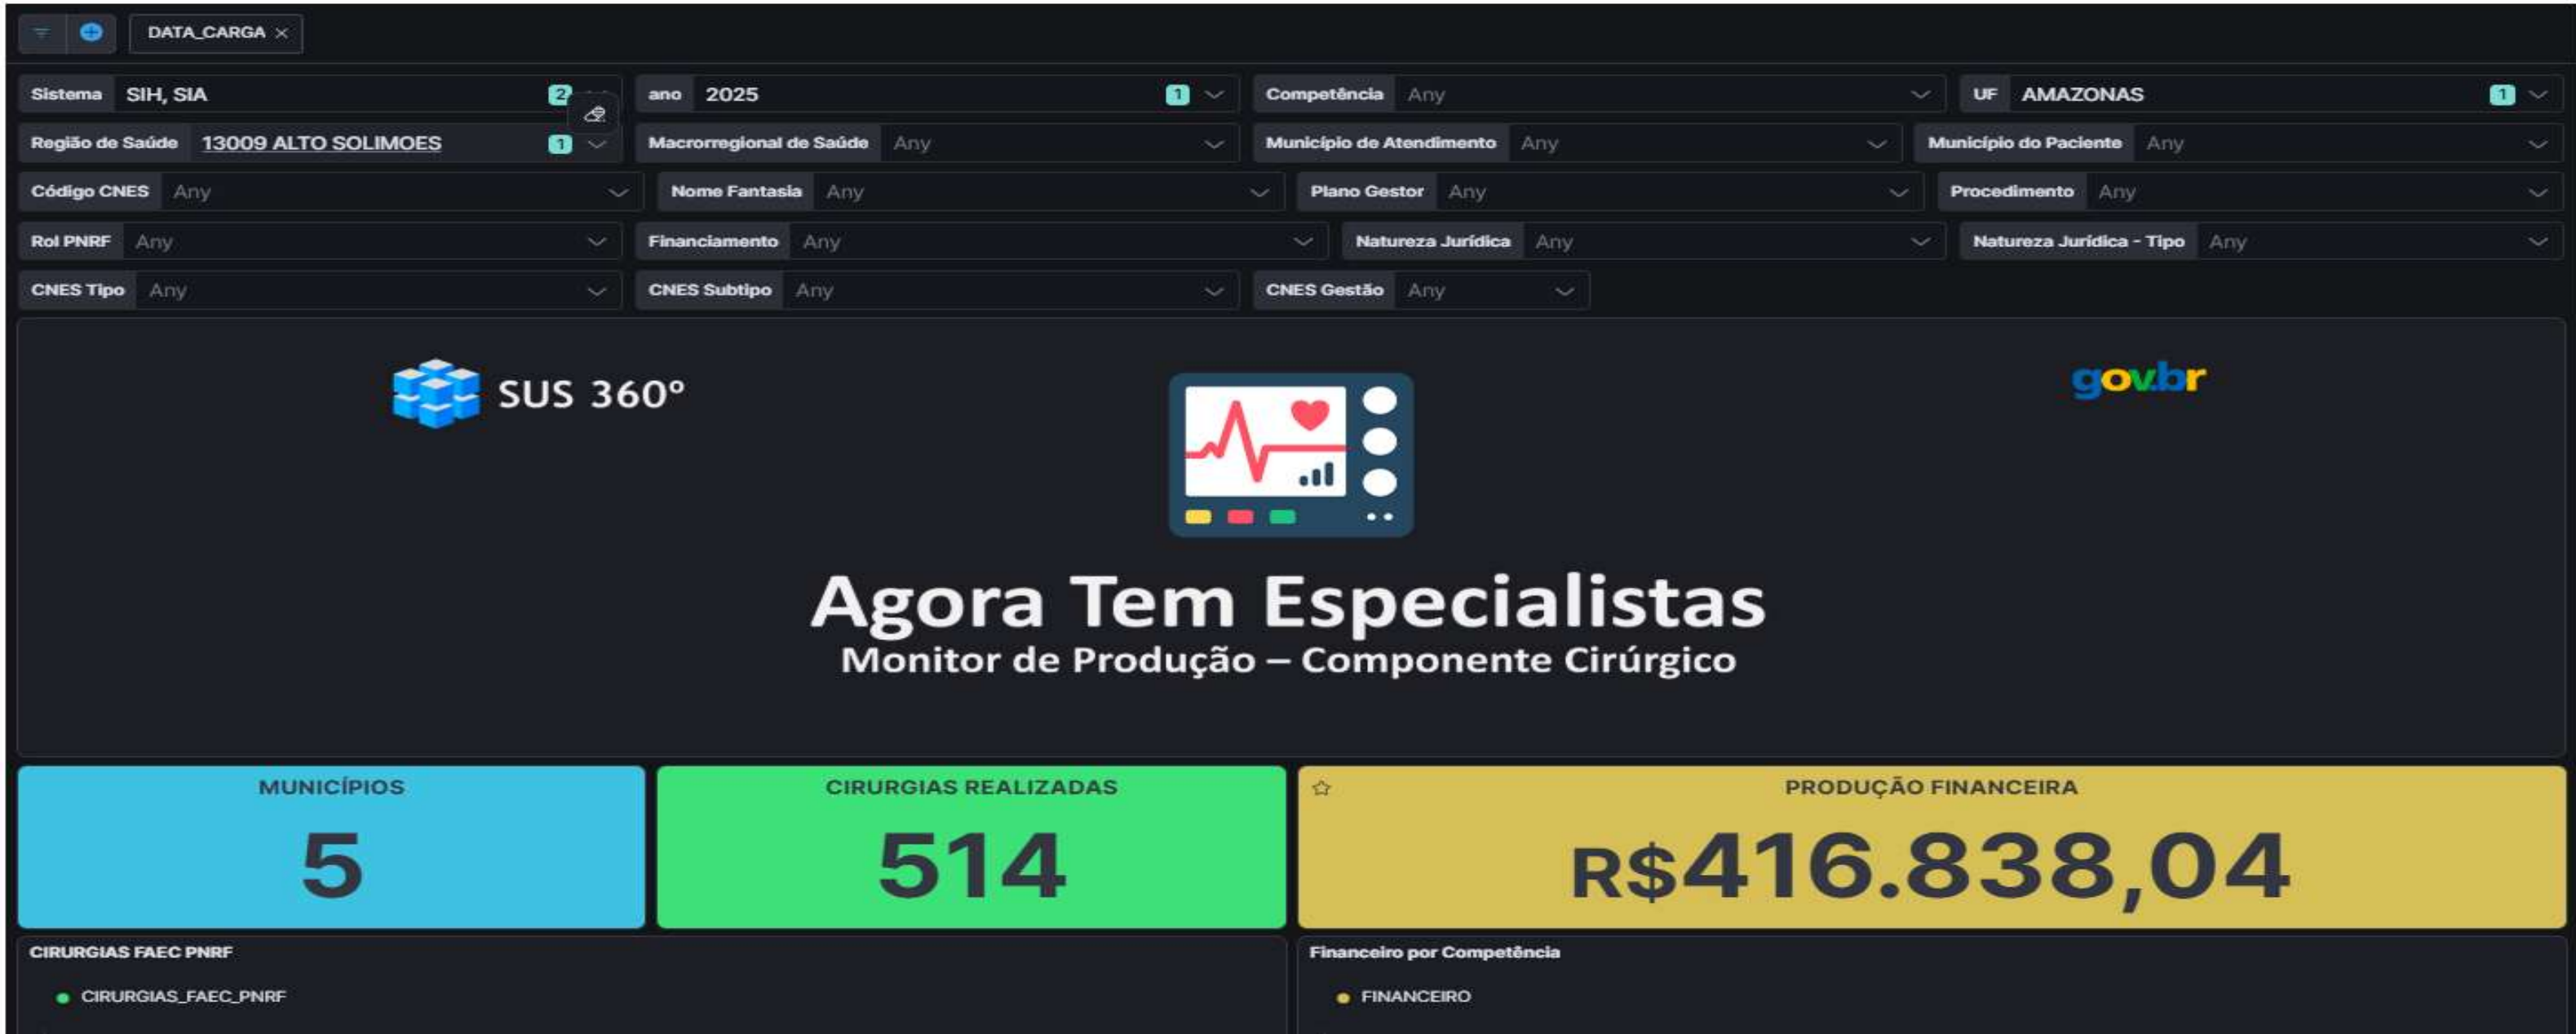 DATA_CARGA ×
Sistema SIH, SIA 2 ano 2025 1 Competência Any UF AMAZONAS 1
Região de Saúde 13009 ALTO SOLIMOES 1 Macrorregional de Saúde Any Município de Atendimento Any Município do Paciente Any
Código CNES Any Nome Fantasia Any Plano Gestor Any Procedimento Any
Rol PNRF Any Financiamento Any Natureza Jurídica Any Natureza Jurídica - Tipo Any
CNES Tipo Any CNES Subtipo Any CNES Gestão Any
SUS 360º
gov.br
Agora Tem Especialistas
Monitor de Produção – Componente Cirúrgico
MUNICÍPIOS CIRURGIAS REALIZADAS PRODUÇÃO FINANCEIRA
5 514 R$416.838,04
CIRURGIAS FAEC PNRF Financeiro por Competência
CIRURGIAS_FAEC_PNRF FINANCEIRO